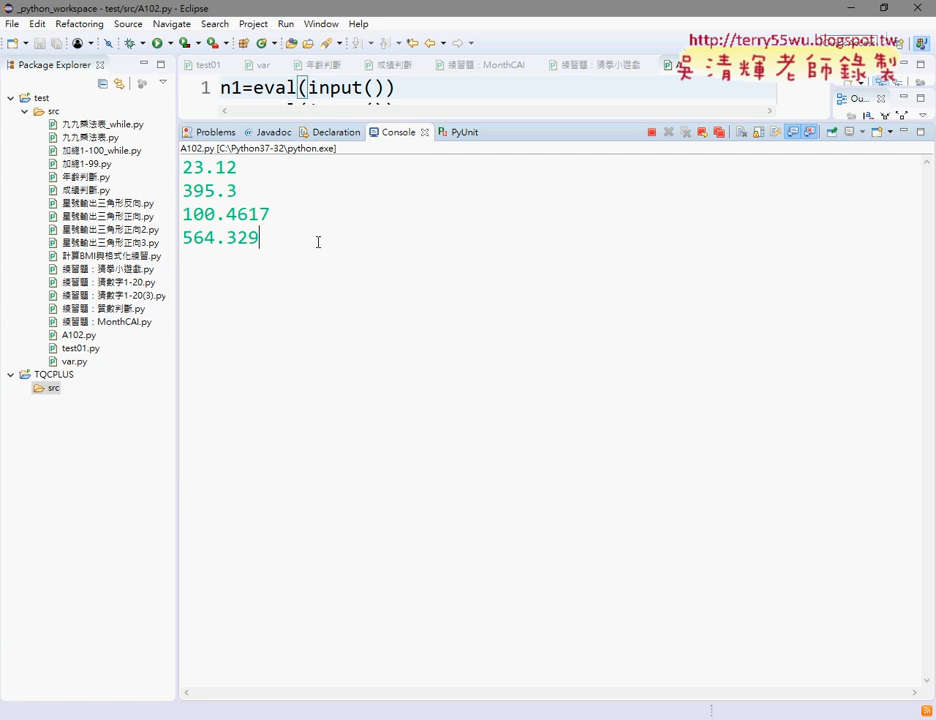 _python_workspace - test/src/A102.py - Eclipse
File Edit Refactoring Source Navigate Search Project Run Window Help
http://terry55wu.blogspot.tw
吳清輝老師錄製
Package Explorer
test01 var 年齡判斷 成績判斷 練習題：MonthCAI 練習題：猜學小遊戲
1 n1=eval(input())
Ou...
test
src
九九乘法表_while.py
九九乘法表.py
加總1-100_while.py
加總1-99.py
年齡判斷.py
成績判斷.py
星號輸出三角形反向.py
星號輸出三角形正向.py
星號輸出三角形正向2.py
星號輸出三角形正向3.py
計算BMI與格式化練習.py
練習題：猜學小遊戲.py
練習題：猜數字1-20.py
練習題：猜數字1-20(3).py
練習題：質數判斷.py
練習題：MonthCAI.py
A102.py
test01.py
var.py
TQCPLUS
src
Problems Javadoc Declaration Console PyUnit
A102.py [C:\Python37-32\python.exe]
23.12
395.3
100.4617
564.329